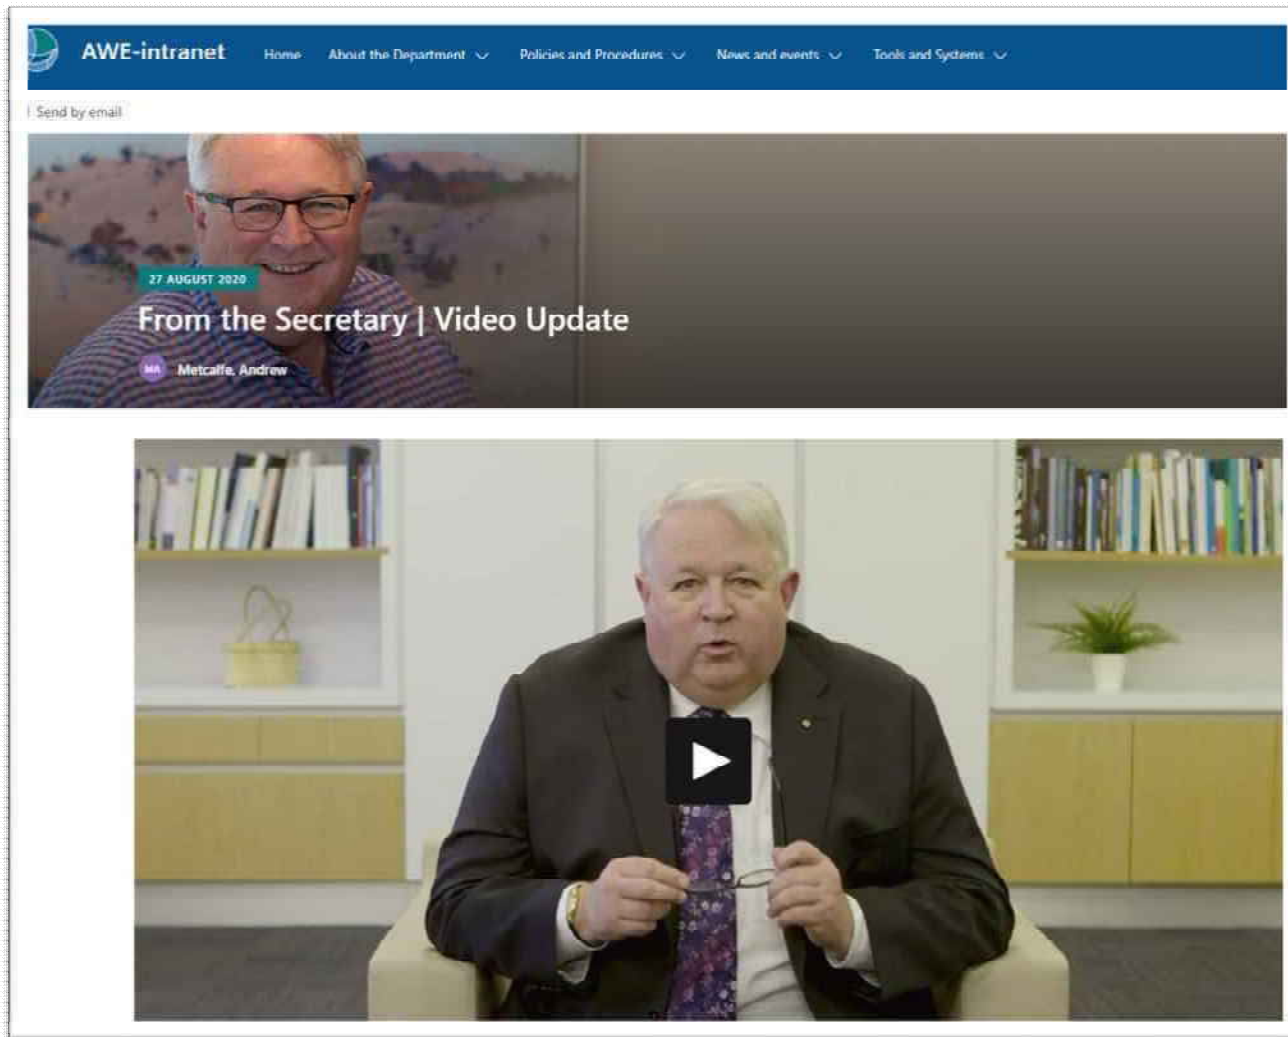 AWE-intranet Home About the Department Policies and Procedures News and events Tools and Systems
Send by email
27 AUGUST 2020
From the Secretary | Video Update
MA Metcalfe, Andrew